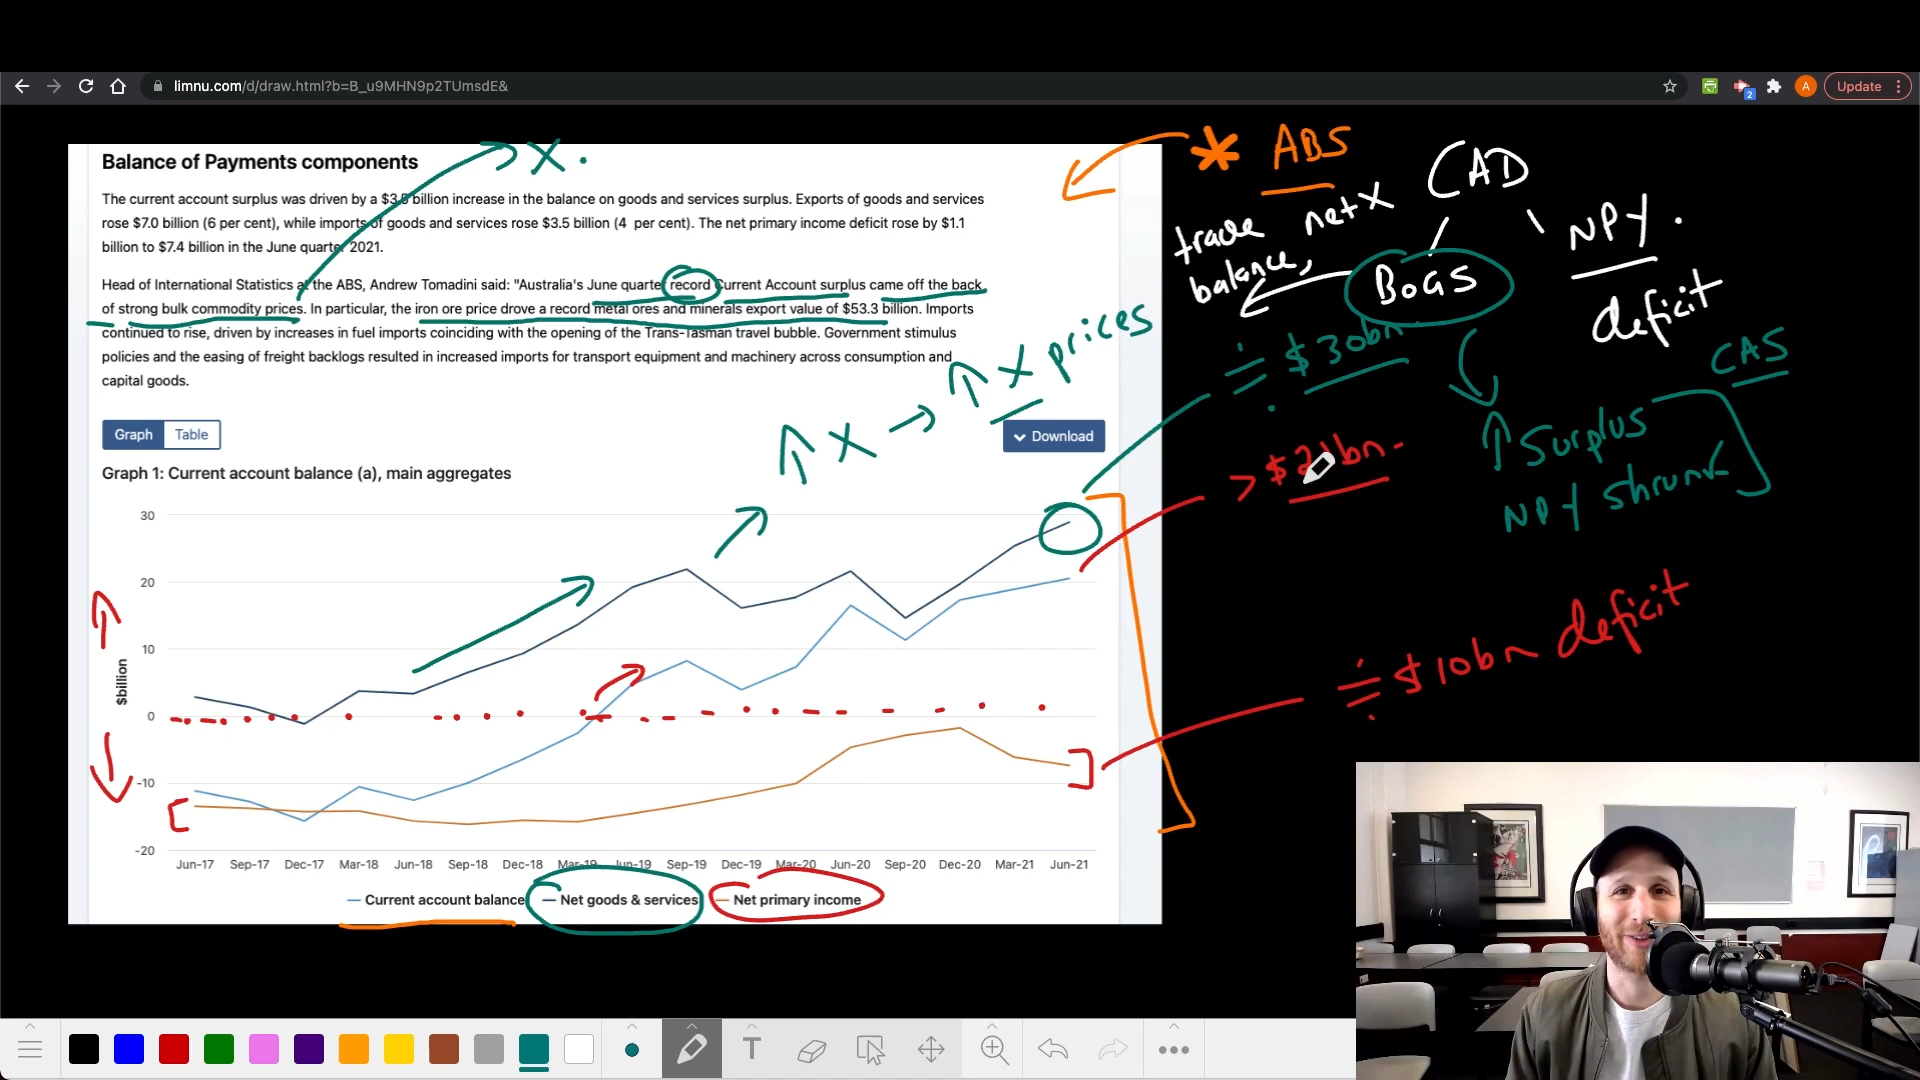 limnu.com/d/draw.html?b=B_u9MHN9p2TUmsdE&
2
A
Update
Balance of Payments components
The current account surplus was driven by a $3.5 billion increase in the balance on goods and services surplus. Exports of goods and services
rose $7.0 billion (6 per cent), while imports of goods and services rose $3.5 billion (4 per cent). The net primary income deficit rose by $1.1
billion to $7.4 billion in the June quarter 2021.
Head of International Statistics at the ABS, Andrew Tomadini said: "Australia's June quarter record Current Account surplus came off the back
of strong bulk commodity prices. In particular, the iron ore price drove a record metal ores and minerals export value of $53.3 billion. Imports
continued to rise, driven by increases in fuel imports coinciding with the opening of the Trans-Tasman travel bubble. Government stimulus
policies and the easing of freight backlogs resulted in increased imports for transport equipment and machinery across consumption and
capital goods.
X.
* ABS
CAD
trade net X
balance,
BOGS
NPY.
deficit
≑ $30bn
CAS
↑ X → ↑ X prices
↑ Surplus
NPY shrunk
> $21bn.
≑ $10bn deficit
Graph
Table
Download
Graph 1: Current account balance (a), main aggregates
$billion
30
20
10
0
-10
-20
Jun-17 Sep-17 Dec-17 Mar-18 Jun-18 Sep-18 Dec-18 Mar-19 Jun-19 Sep-19 Dec-19 Mar-20 Jun-20 Sep-20 Dec-20 Mar-21 Jun-21
Current account balance Net goods & services Net primary income
T